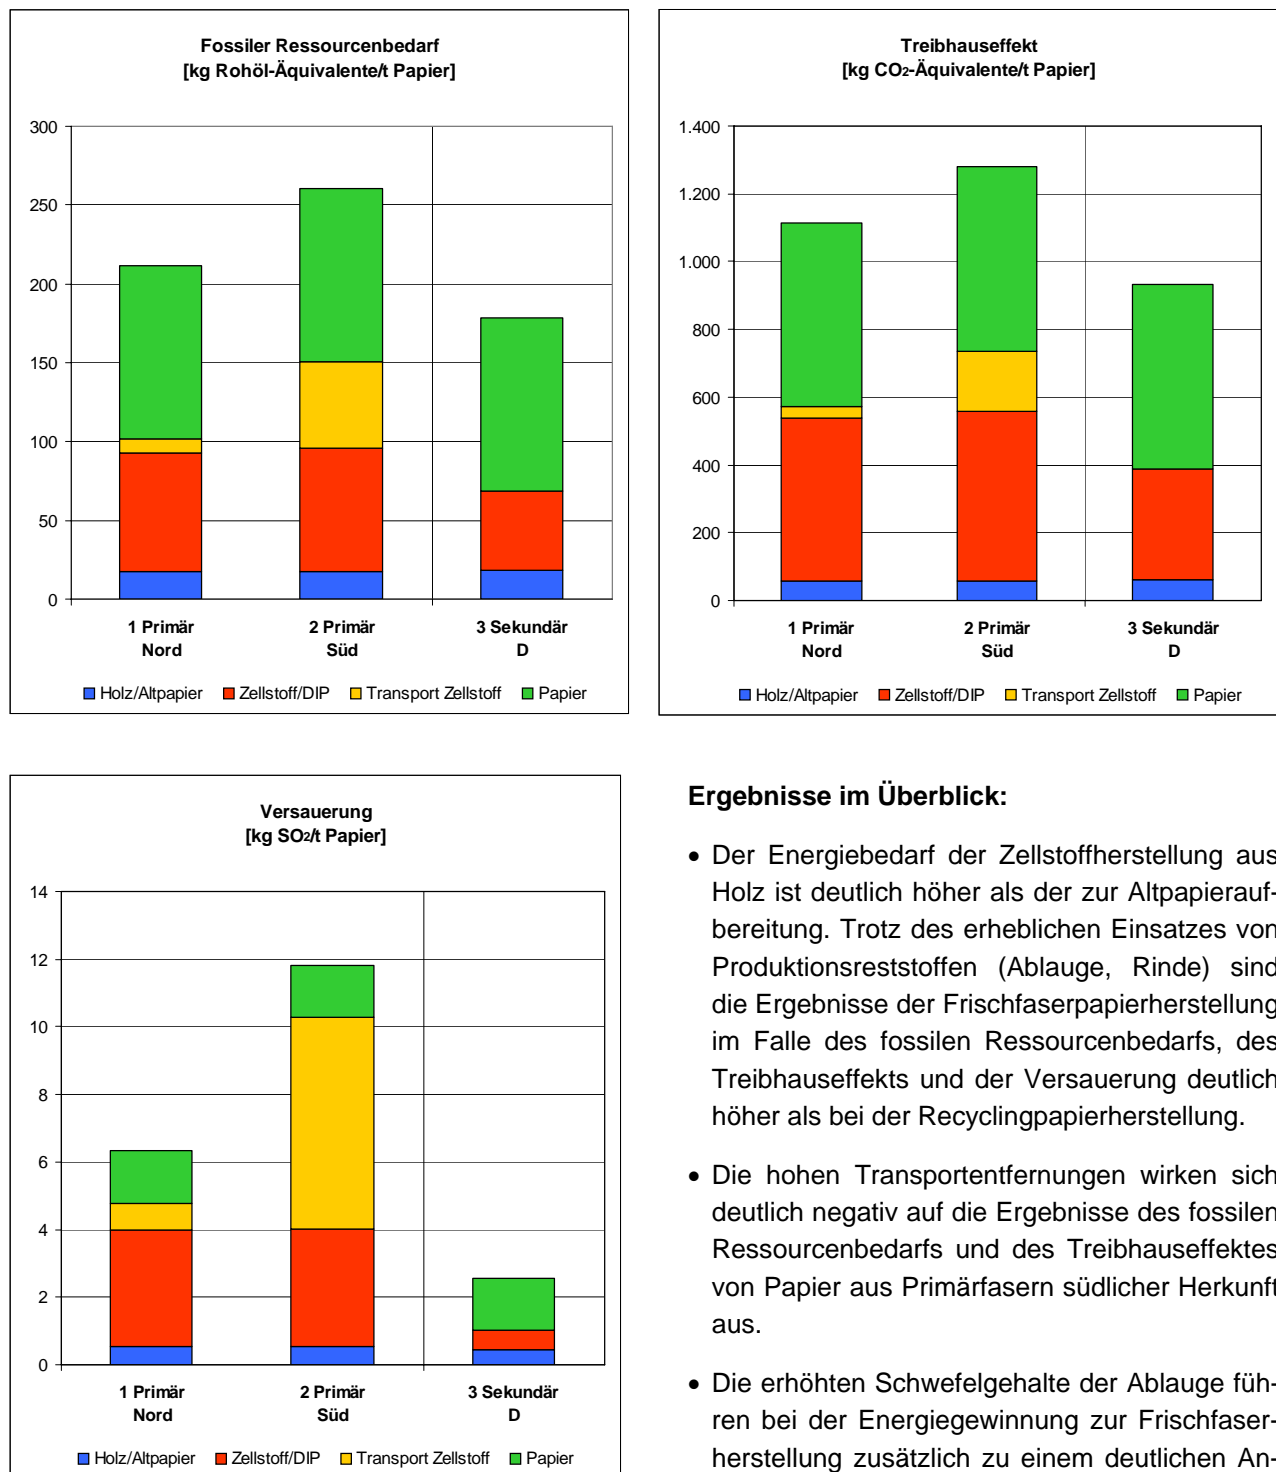 Fossiler Ressourcenbedarf
[kg Rohöl-Äquivalente/t Papier]
300
250
200
150
100
50
0
1 Primär
Nord
2 Primär
Süd
3 Sekundär
D
Holz/Altpapier Zellstoff/DIP Transport Zellstoff Papier
Treibhauseffekt
[kg CO2-Äquivalente/t Papier]
1.400
1.200
1.000
800
600
400
200
0
1 Primär
Nord
2 Primär
Süd
3 Sekundär
D
Holz/Altpapier Zellstoff/DIP Transport Zellstoff Papier
Versauerung
[kg SO2/t Papier]
14
12
10
8
6
4
2
0
1 Primär
Nord
2 Primär
Süd
3 Sekundär
D
Holz/Altpapier Zellstoff/DIP Transport Zellstoff Papier
Ergebnisse im Überblick:
• Der Energiebedarf der Zellstoffherstellung aus
Holz ist deutlich höher als der zur Altpapierauf-
bereitung. Trotz des erheblichen Einsatzes von
Produktionsreststoffen (Ablauge, Rinde) sind
die Ergebnisse der Frischfaserpapierherstellung
im Falle des fossilen Ressourcenbedarfs, des
Treibhauseffekts und der Versauerung deutlich
höher als bei der Recyclingpapierherstellung.
• Die hohen Transportentfernungen wirken sich
deutlich negativ auf die Ergebnisse des fossilen
Ressourcenbedarfs und des Treibhauseffektes
von Papier aus Primärfasern südlicher Herkunft
aus.
• Die erhöhten Schwefelgehalte der Ablauge füh-
ren bei der Energiegewinnung zur Frischfaser-
herstellung zusätzlich zu einem deutlichen An-